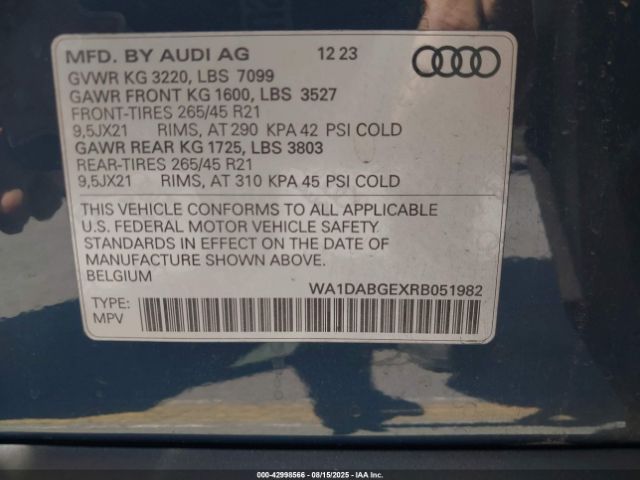 MFD. BY AUDI AG 12 23
GVWR KG 3220, LBS 7099
GAWR FRONT KG 1600, LBS 3527
FRONT-TIRES 265/45 R21
9,5JX21 RIMS, AT 290 KPA 42 PSI COLD
GAWR REAR KG 1725, LBS 3803
REAR-TIRES 265/45 R21
9,5JX21 RIMS, AT 310 KPA 45 PSI COLD
THIS VEHICLE CONFORMS TO ALL APPLICABLE
U.S. FEDERAL MOTOR VEHICLE SAFETY
STANDARDS IN EFFECT ON THE DATE OF
MANUFACTURE SHOWN ABOVE.
BELGIUM
WA1DABGEXRB051982
TYPE:
MPV
000-42998566 - 08/15/2025 - COPYRIGHT IAA, LLC